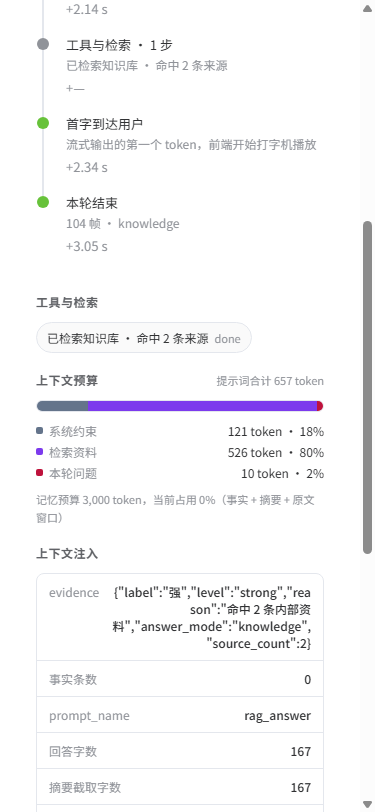 +2.14 s
工具与检索 · 1 步
已检索知识库 · 命中 2 条来源
+—
首字到达用户
流式输出的第一个 token，前端开始打字机播放
+2.34 s
本轮结束
104 帧 · knowledge
+3.05 s
工具与检索
已检索知识库 · 命中 2 条来源 done
上下文预算 提示词合计 657 token
系统约束 121 token · 18%
检索资料 526 token · 80%
本轮问题 10 token · 2%
记忆预算 3,000 token，当前占用 0%（事实 + 摘要 + 原文
窗口）
上下文注入
evidence {"label":"强","level":"strong","rea
son":"命中 2 条内部资
料","answer_mode":"knowledge",
"source_count":2}
事实条数 0
prompt_name rag_answer
回答字数 167
摘要截取字数 167